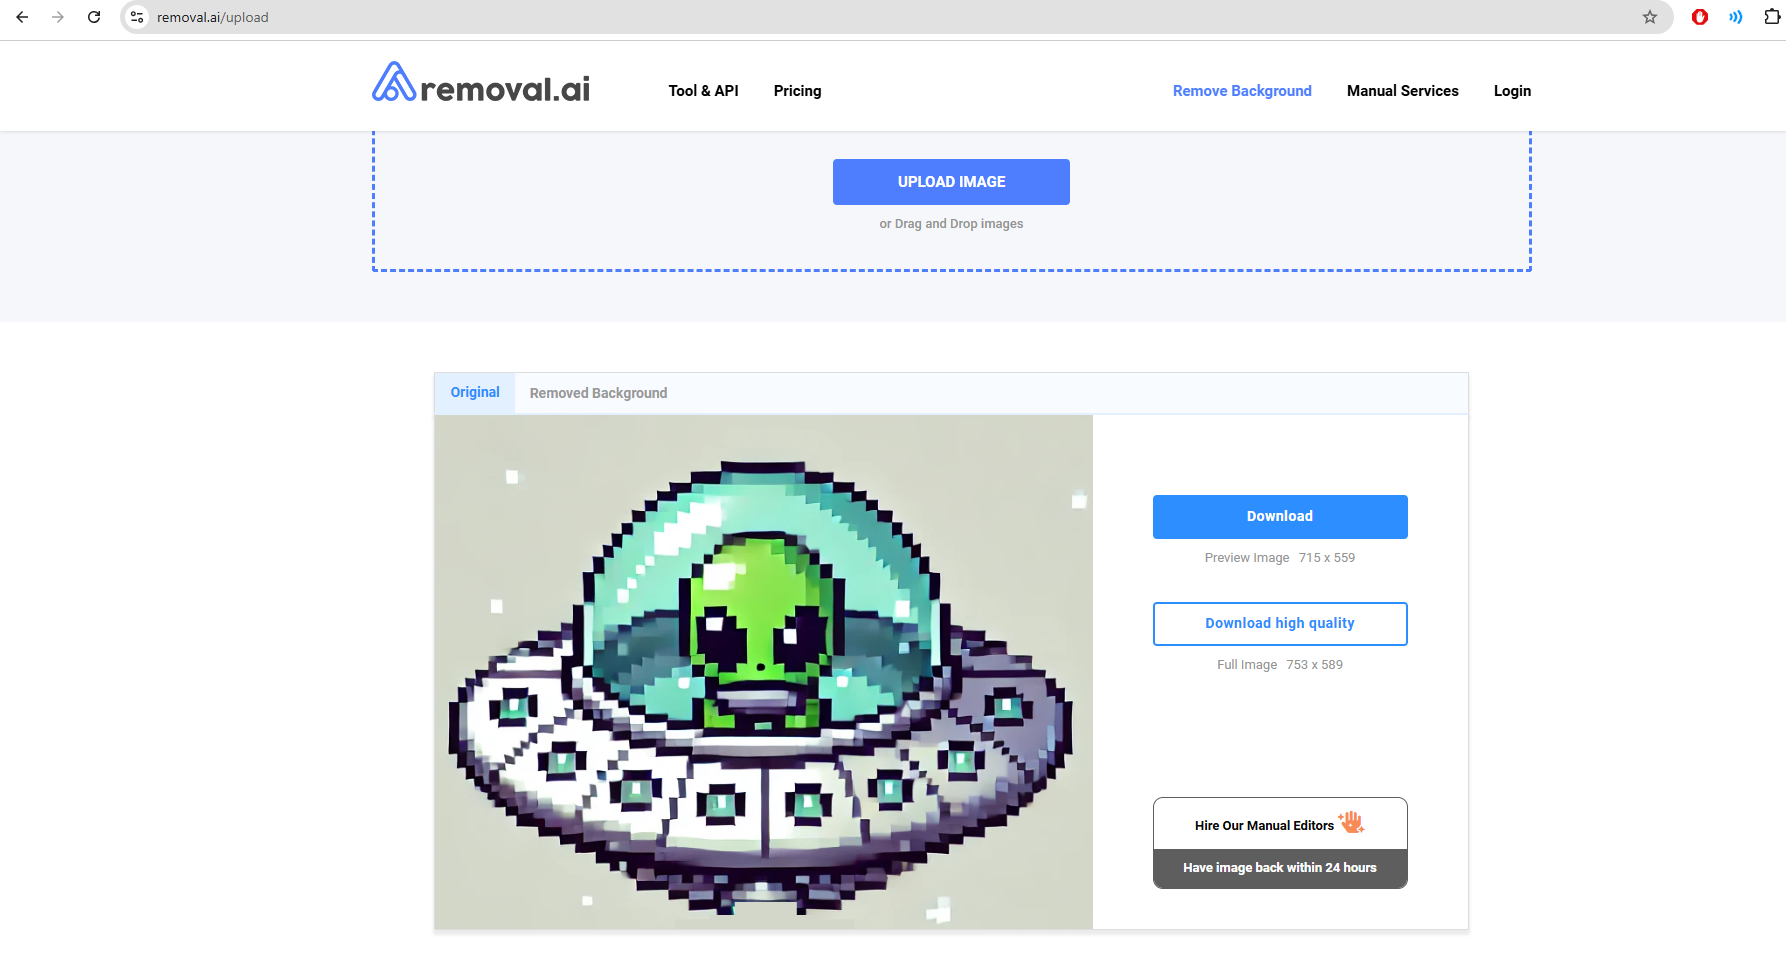 removal.ai/upload
removal.ai
Tool & API
Pricing
Remove Background
Manual Services
Login
UPLOAD IMAGE
or Drag and Drop images
Original
Removed Background
Download
Preview Image 715 x 559
Download high quality
Full Image 753 x 589
Hire Our Manual Editors
Have image back within 24 hours